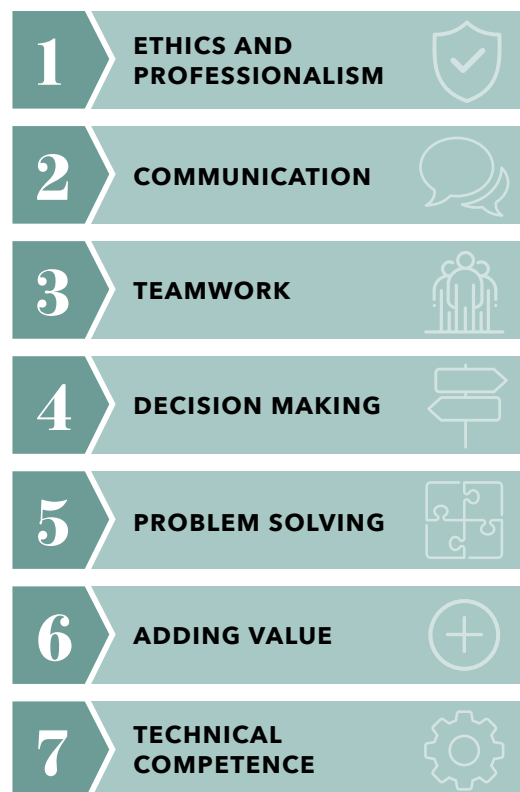 1
ETHICS AND
PROFESSIONALISM
2
COMMUNICATION
3
TEAMWORK
4
DECISION MAKING
5
PROBLEM SOLVING
6
ADDING VALUE
7
TECHNICAL
COMPETENCE